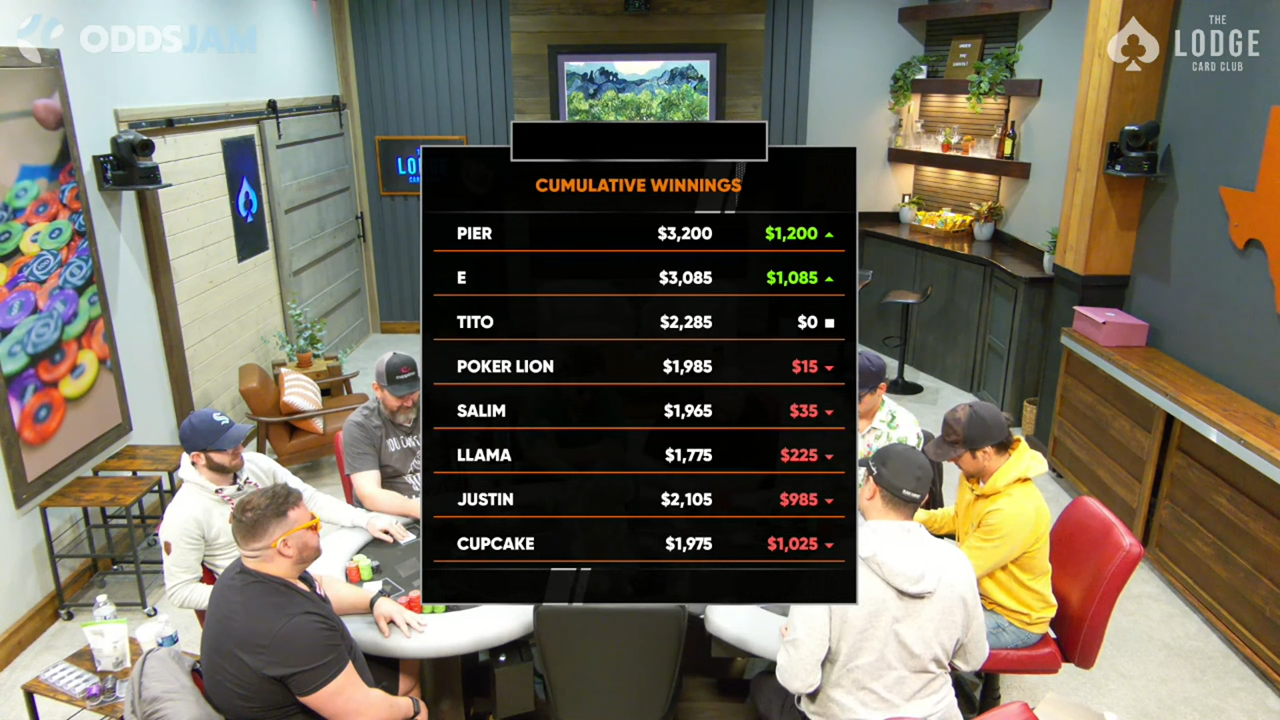 ODDSJAM
THE
LODGE
CARD CLUB
CUMULATIVE WINNINGS
PIER $3,200 $1,200
E $3,085 $1,085
TITO $2,285 $0
POKER LION $1,985 $15
SALIM $1,965 $35
LLAMA $1,775 $225
JUSTIN $2,105 $985
CUPCAKE $1,975 $1,025